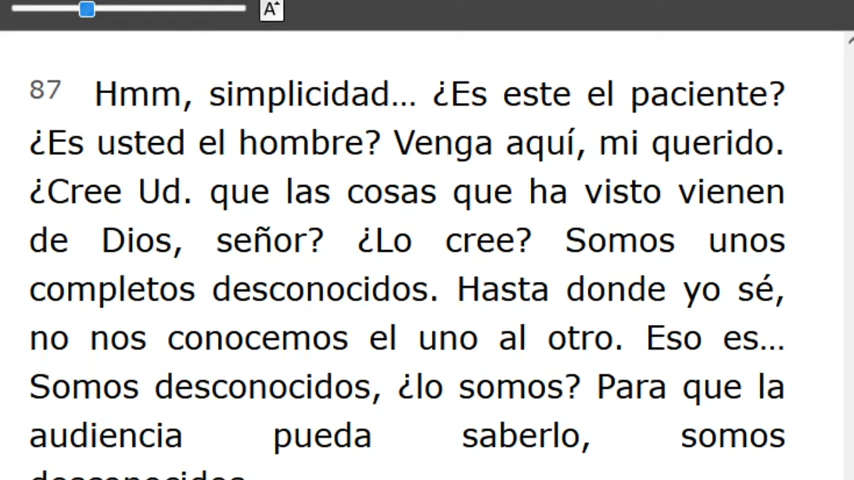 A
87 Hmm, simplicidad... ¿Es este el paciente?
¿Es usted el hombre? Venga aquí, mi querido.
¿Cree Ud. que las cosas que ha visto vienen
de Dios, señor? ¿Lo cree? Somos unos
completos desconocidos. Hasta donde yo sé,
no nos conocemos el uno al otro. Eso es...
Somos desconocidos, ¿lo somos? Para que la
audiencia pueda saberlo, somos
desconocidos